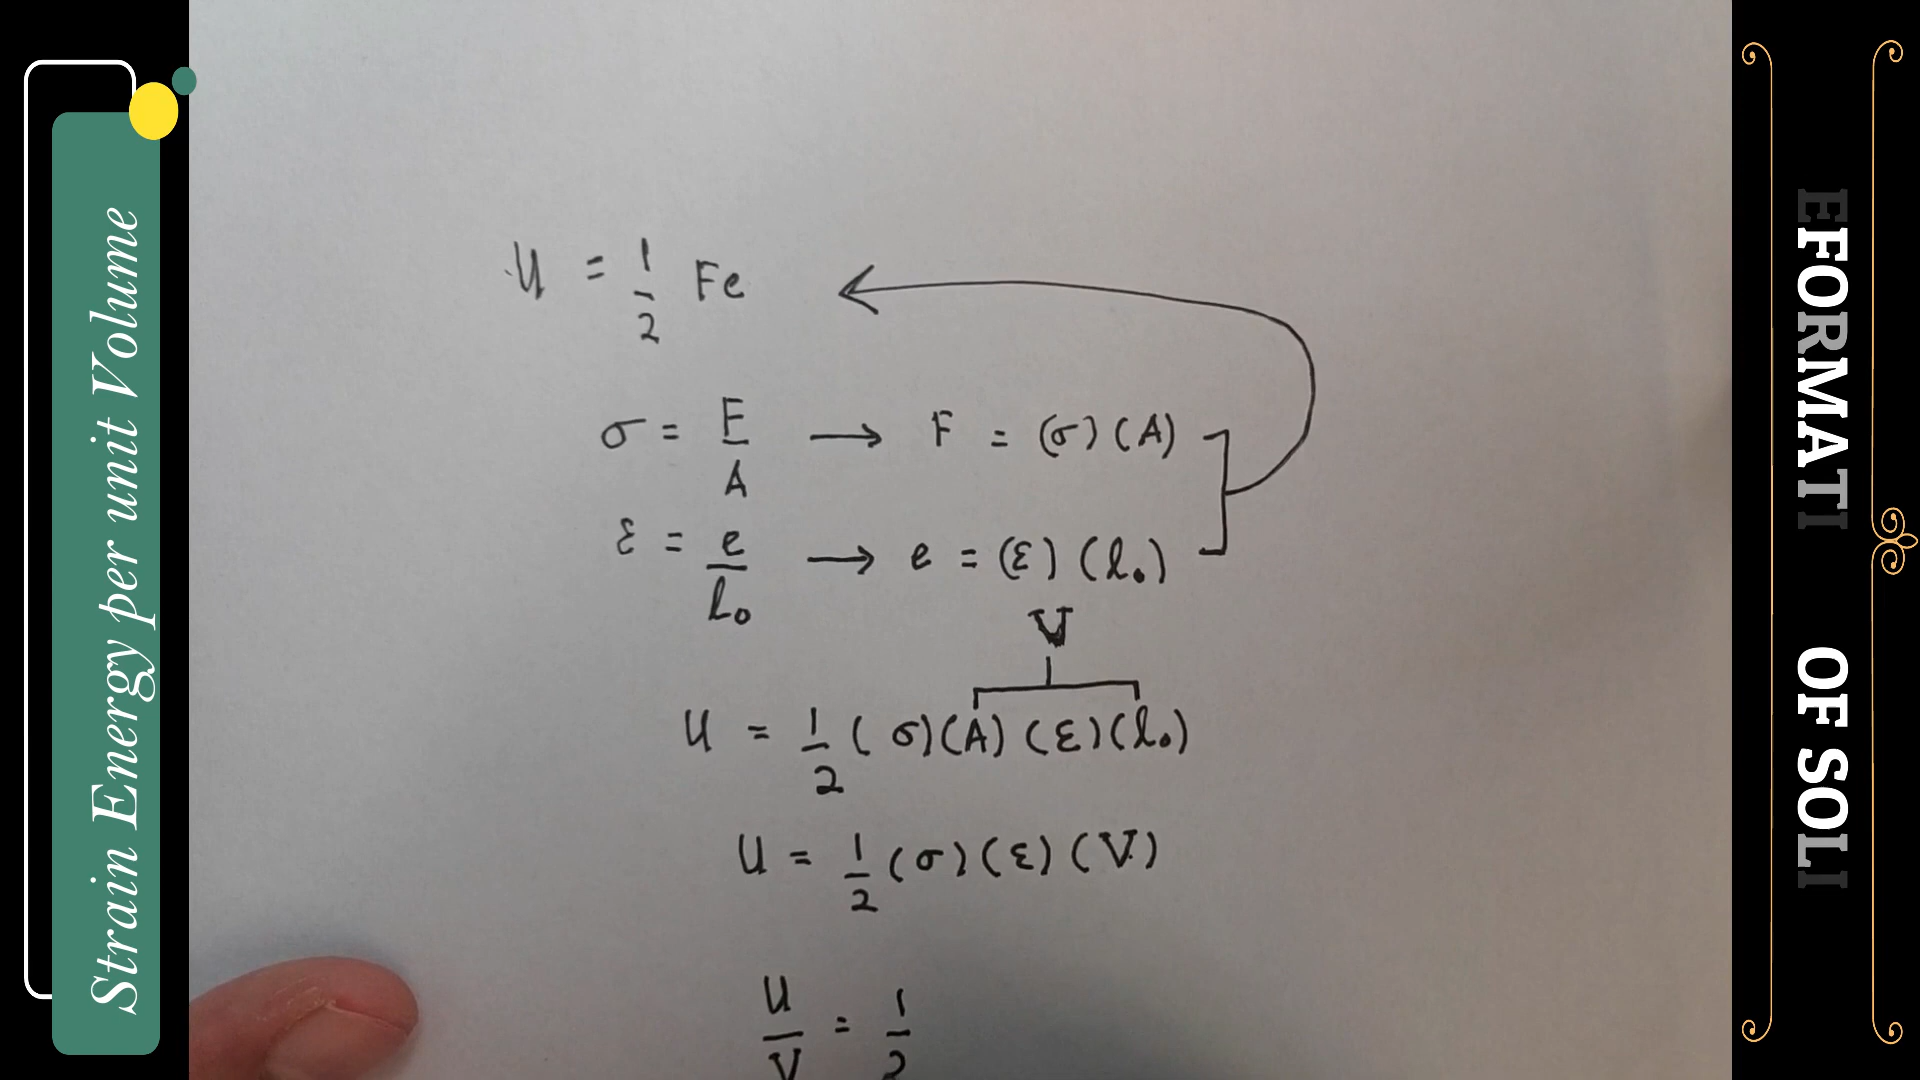 Strain Energy per unit Volume
U = 1/2 Fe
σ = F/A → F = (σ)(A)
ε = e/l₀ → e = (ε)(l₀)
V
U = 1/2 (σ)(A)(ε)(l₀)
U = 1/2 (σ)(ε)(V)
U/V = 1/2
EFORMATI OF SOLI